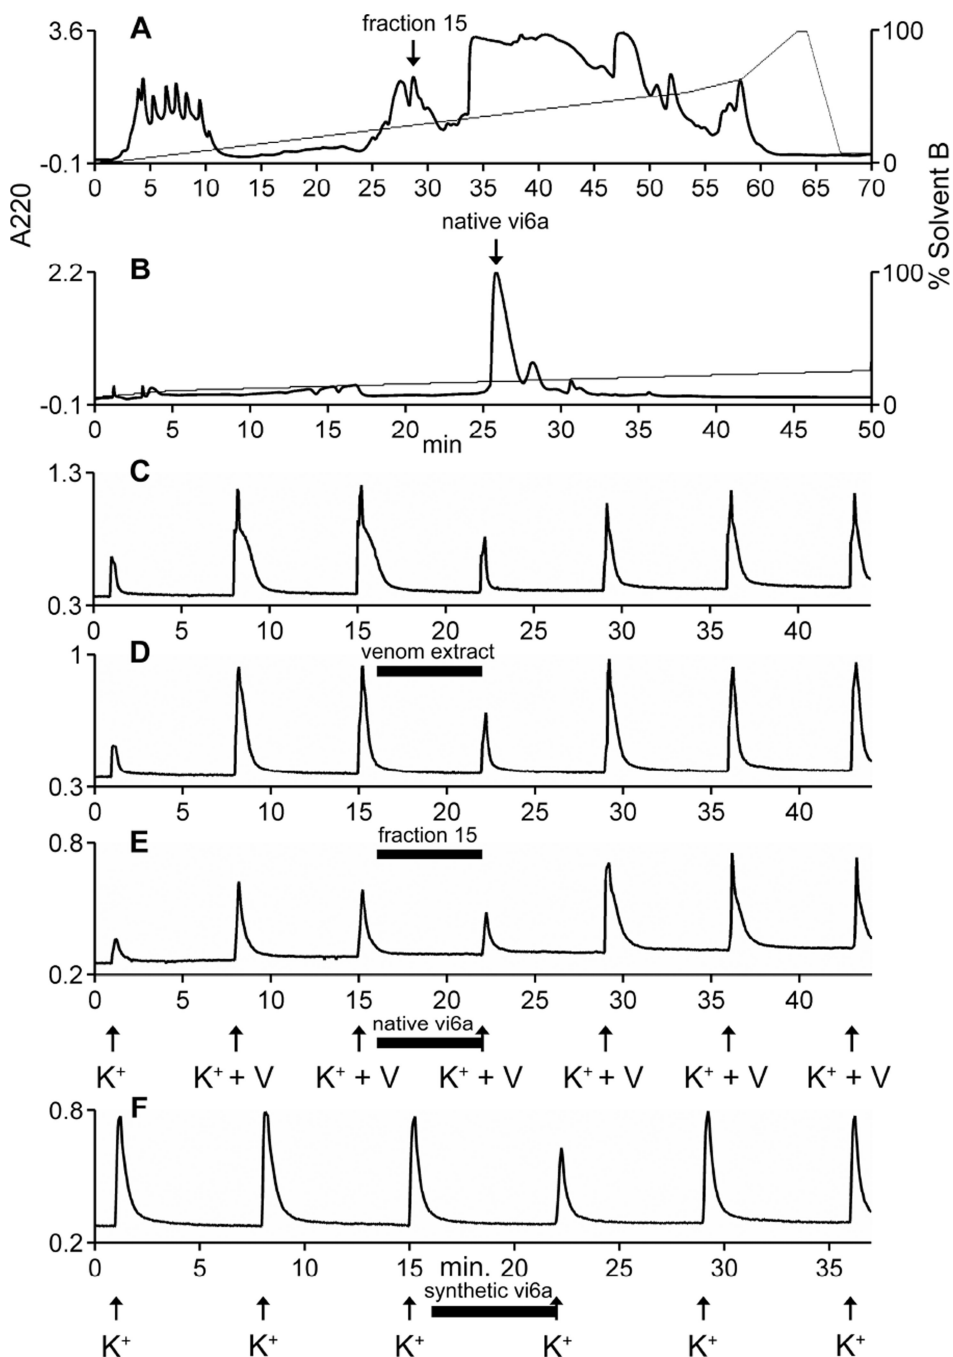 A
fraction 15
3.6
100
-0.1
0
0 5 10 15 20 25 30 35 40 45 50 55 60 65 70
A220
% Solvent B
native vi6a
B
2.2
100
-0.1
0
0 5 10 15 20 25 30 35 40 45 50
min
C
1.3
0.3
0 5 10 15 20 25 30 35 40
venom extract
D
1
0.3
0 5 10 15 20 25 30 35 40
fraction 15
E
0.8
0.2
0 5 10 15 20 25 30 35 40
native vi6a
K⁺ K⁺ + V K⁺ + V K⁺ + V K⁺ + V K⁺ + V K⁺ + V
F
0.8
0.2
0 5 10 15 min. 20 25 30 35
synthetic vi6a
K⁺ K⁺ K⁺ K⁺ K⁺ K⁺